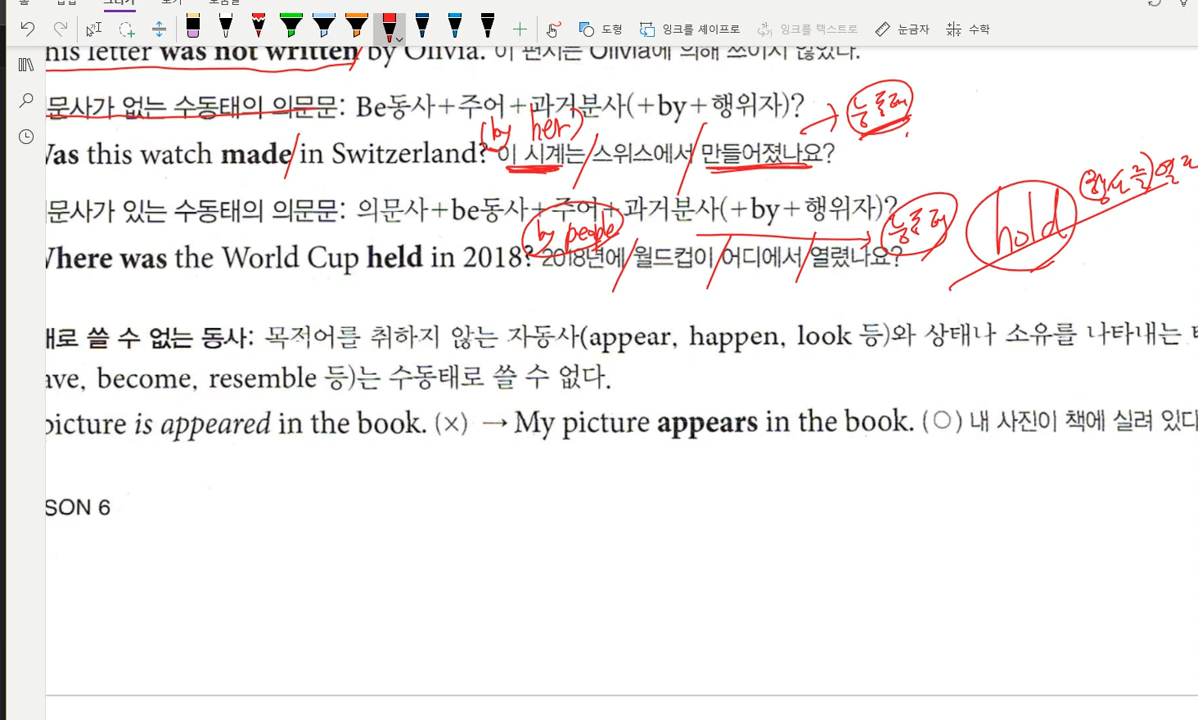 도형 잉크를 셰이프로 잉크를 텍스트로 눈금자 수학
his letter was not written by Olivia. 이 편지는 Olivia에 의해 쓰이지 않았다.
문사가 없는 수동태의 의문문: Be동사+주어+과거분사(+by+행위자)?
능동태
(by her)
Was this watch made in Switzerland? 이 시계는 스위스에서 만들어졌나요?
문사가 있는 수동태의 의문문: 의문사+be동사+주어+과거분사(+by+행위자)?
능동태
hold
by people
Where was the World Cup held in 2018? 2018년에 월드컵이 어디에서 열렸나요?
로 쓸 수 없는 동사: 목적어를 취하지 않는 자동사(appear, happen, look 등)와 상태나 소유를 나타내는
ave, become, resemble 등)는 수동태로 쓸 수 없다.
picture is appeared in the book. (×) → My picture appears in the book. (○) 내 사진이 책에 실려 있다
SON 6